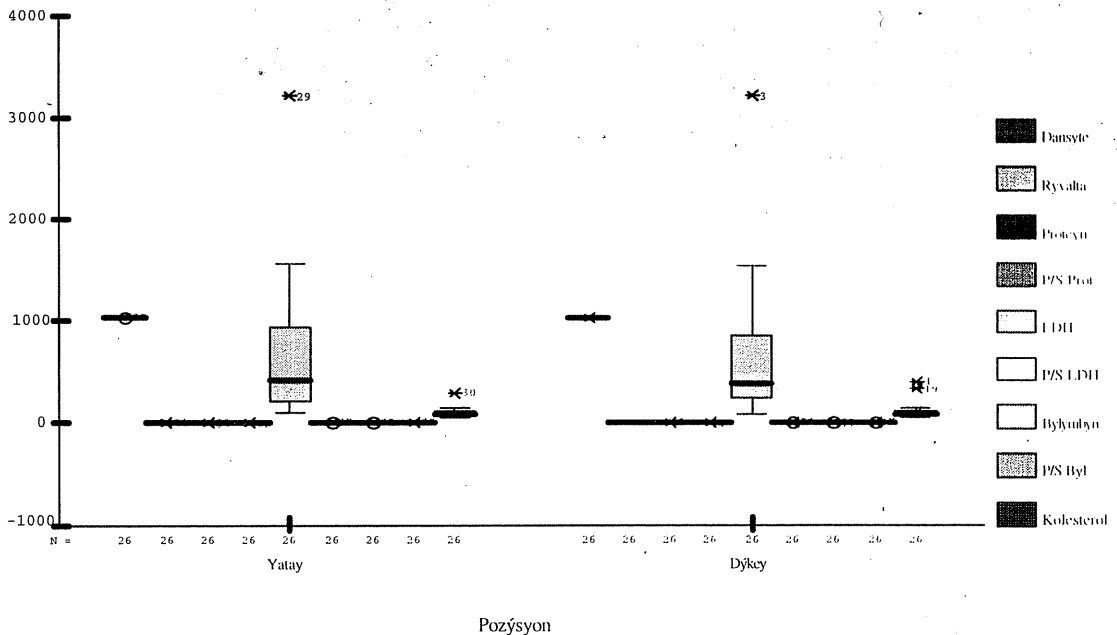 4000
3000
2000
1000
0
-1000
29
30
3
1
19
N = 26 26 26 26 26 26 26 26 26 26 26 26 26 26 26 26 26 26
Yatay Dýkey
Pozýsyon
Dansyte
Ryvalta
Proteyn
P/S Prot
LDH
P/S LDH
Bylyrubyn
P/S Byl
Kolesterol